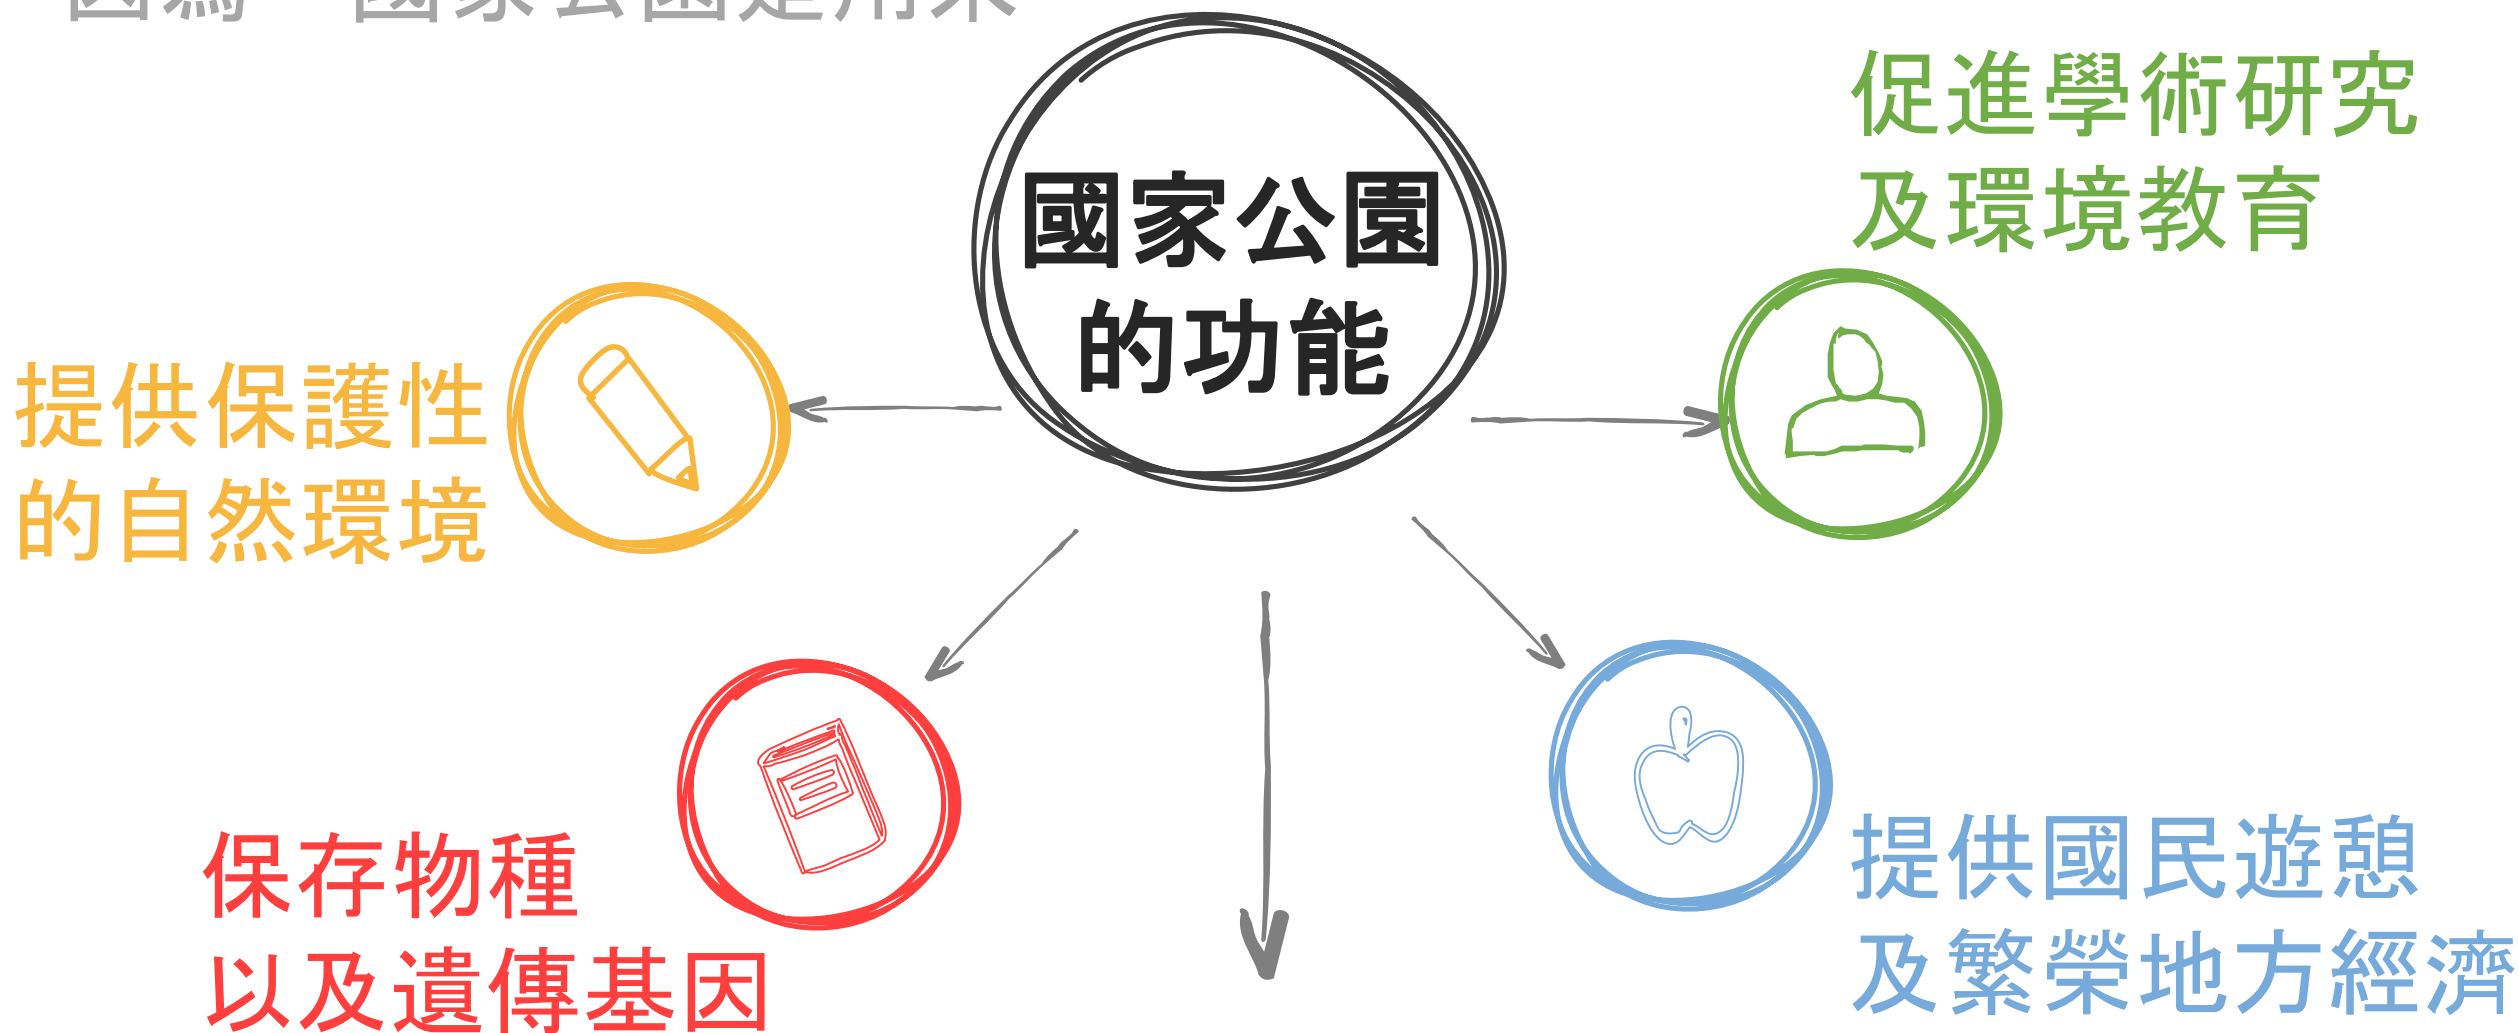 國家公園
的功能
促進學術研究
及環境教育
提供保護性
的自然環境
保存物種
以及遺傳基因
提供國民遊憩
及繁榮地方經濟